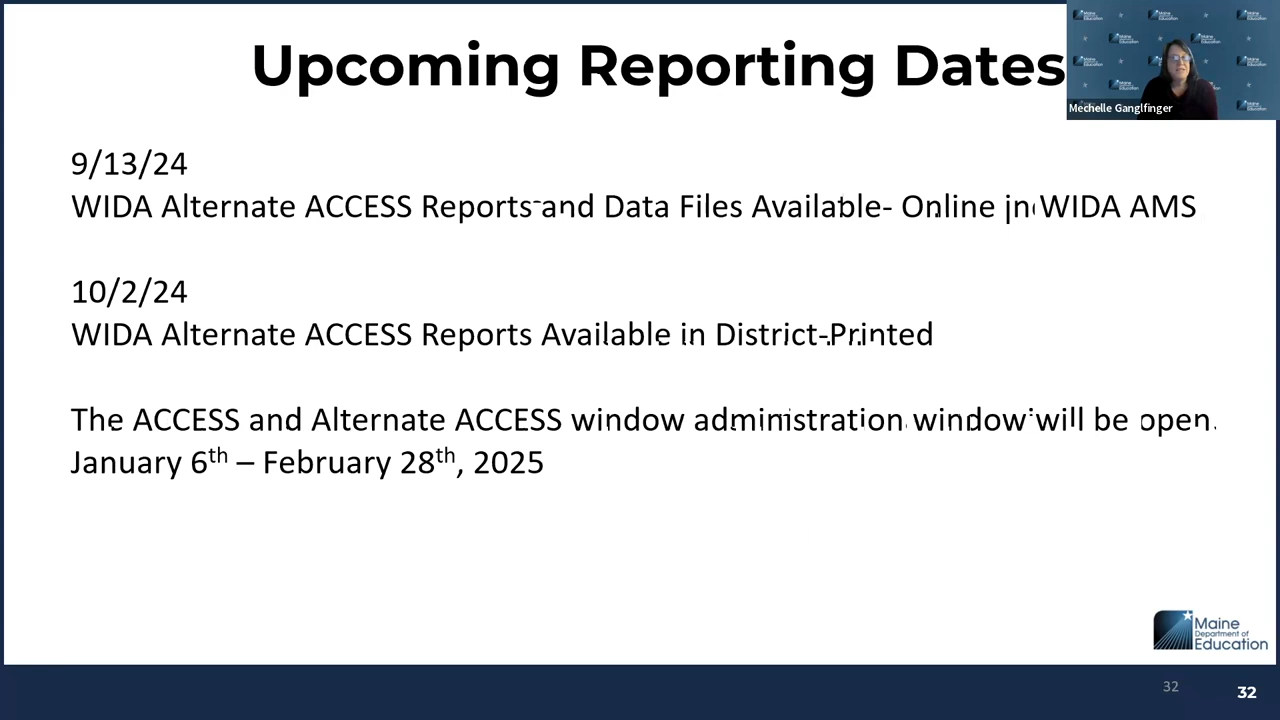 Upcoming Reporting Dates
Mechelle Ganglfinger
9/13/24
WIDA Alternate ACCESS Reports and Data Files Available- Online in WIDA AMS
10/2/24
WIDA Alternate ACCESS Reports Available in District-Printed
The ACCESS and Alternate ACCESS window administration window will be open.
January 6th – February 28th, 2025
Maine
Department of
Education
32
32